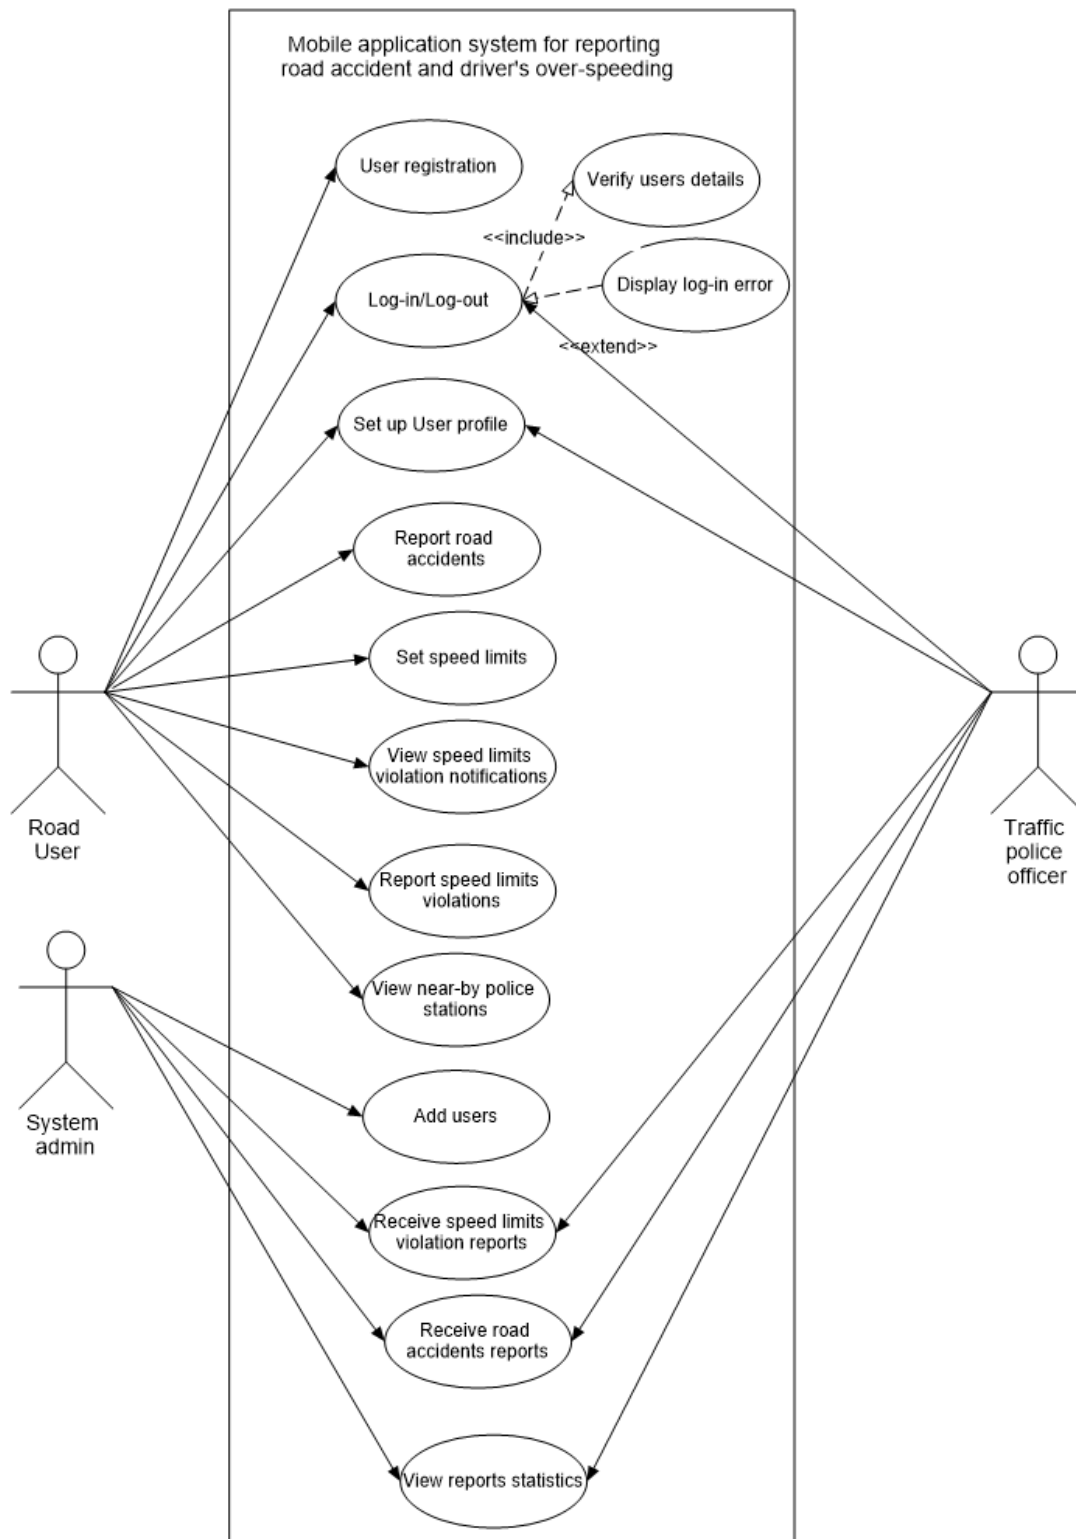 Mobile application system for reporting
road accident and driver's over-speeding
User registration
Verify users details
<<include>>
Display log-in error
Log-in/Log-out
<<extend>>
Set up User profile
Report road
accidents
Set speed limits
View speed limits
violation notifications
Road
User
Traffic
police
officer
Report speed limits
violations
View near-by police
stations
System
admin
Add users
Receive speed limits
violation reports
Receive road
accidents reports
View reports statistics